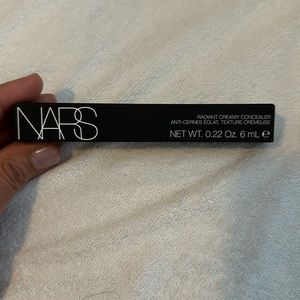 NARS
RADIANT CREAMY CONCEALER
ANTI-CERNES ÉCLAT, TEXTURE CRÉMEUSE
NET WT. 0.22 Oz. 6 mL ℮